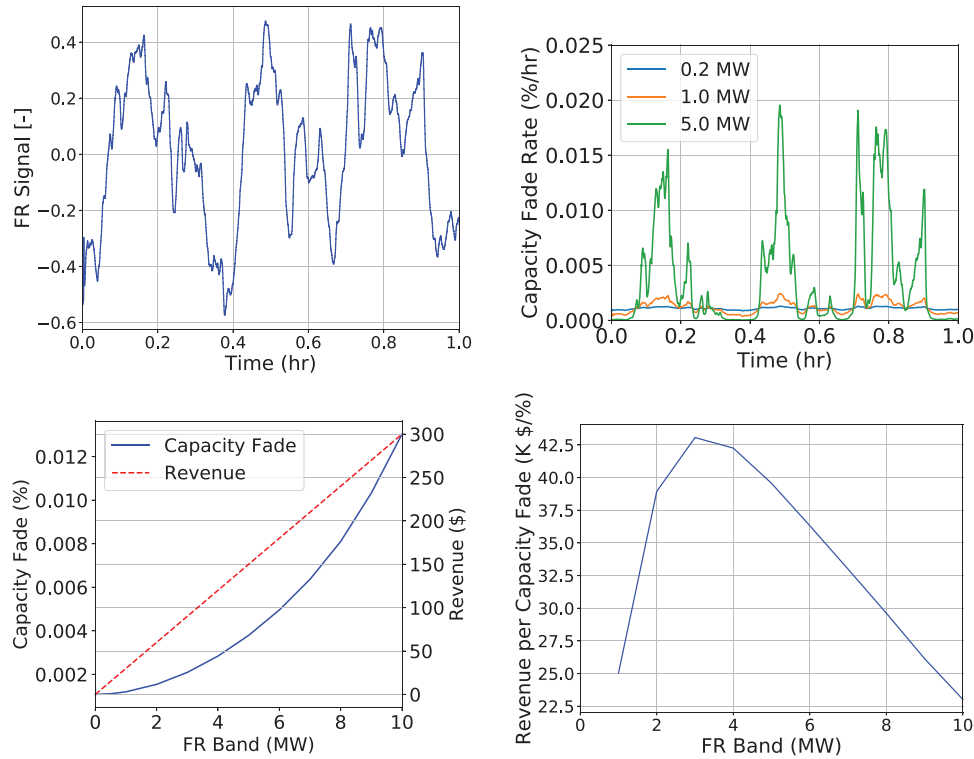 FR Signal [–]
0.4
0.2
0.0
−0.2
−0.4
−0.6
0.0 0.2 0.4 0.6 0.8 1.0
Time (hr)
Capacity Fade Rate (%/hr)
0.025
0.020
0.015
0.010
0.005
0.000
0.2 MW
1.0 MW
5.0 MW
0.0 0.2 0.4 0.6 0.8 1.0
Time (hr)
Capacity Fade (%)
0.012
0.010
0.008
0.006
0.004
0.002
Capacity Fade
Revenue
300
250
200
150
100
50
0
Revenue ($)
0 2 4 6 8 10
FR Band (MW)
Revenue per Capacity Fade (K $/%)
42.5
40.0
37.5
35.0
32.5
30.0
27.5
25.0
22.5
0 2 4 6 8 10
FR Band (MW)